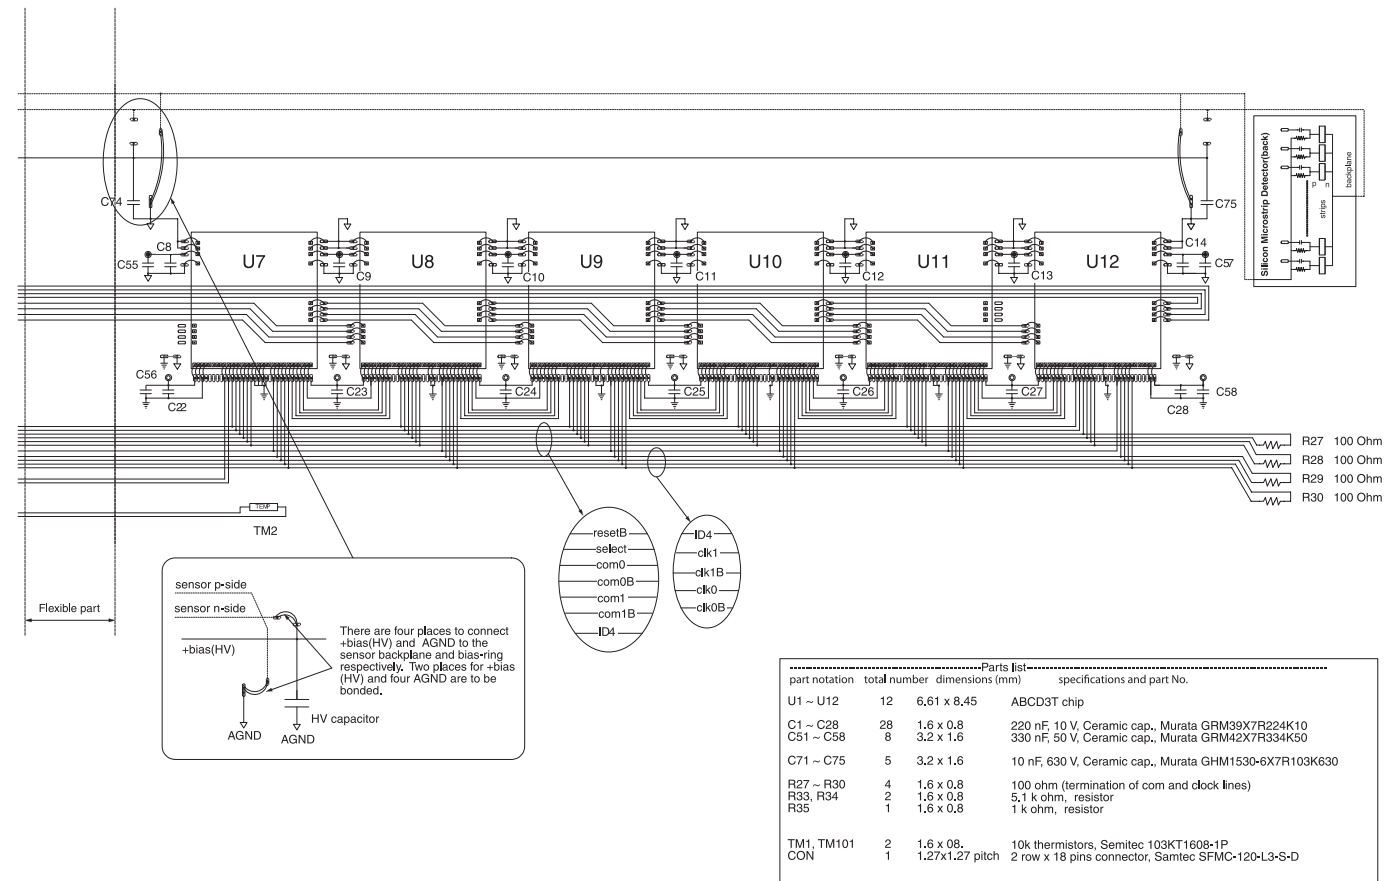 Silicon Microstrip Detector(back)
p n
strips
backplane
C74
C75
C8
C55
U7
C9
U8
C10
U9
C11
U10
C12
U11
C13
U12
C14
C57
C56
C22
C23
C24
C25
C26
C27
C28
C58
R27 100 Ohm
R28 100 Ohm
R29 100 Ohm
R30 100 Ohm
TEMP
TM2
resetB
select
com0
com0B
com1
com1B
ID4
ID4
clk1
clk1B
clk0
clk0B
Flexible part
sensor p-side
sensor n-side
+bias(HV)
There are four places to connect
+bias(HV) and AGND to the
sensor backplane and bias-ring
respectively. Two places for +bias
(HV) and four AGND are to be
bonded.
HV capacitor
AGND
AGND
Parts list
part notation total number dimensions (mm) specifications and part No.
U1 ~ U12 12 6.61 x 8.45 ABCD3T chip
C1 ~ C28 28 1.6 x 0.8 220 nF, 10 V, Ceramic cap., Murata GRM39X7R224K10
C51 ~ C58 8 3.2 x 1.6 330 nF, 50 V, Ceramic cap., Murata GRM42X7R334K50
C71 ~ C75 5 3.2 x 1.6 10 nF, 630 V, Ceramic cap., Murata GHM1530-6X7R103K630
R27 ~ R30 4 1.6 x 0.8 100 ohm (termination of com and clock lines)
R33, R34 2 1.6 x 0.8 5.1 k ohm, resistor
R35 1 1.6 x 0.8 1 k ohm, resistor
TM1, TM101 2 1.6 x 08. 10k thermistors, Semitec 103KT1608-1P
CON 1 1.27x1.27 pitch 2 row x 18 pins connector, Samtec SFMC-120-L3-S-D